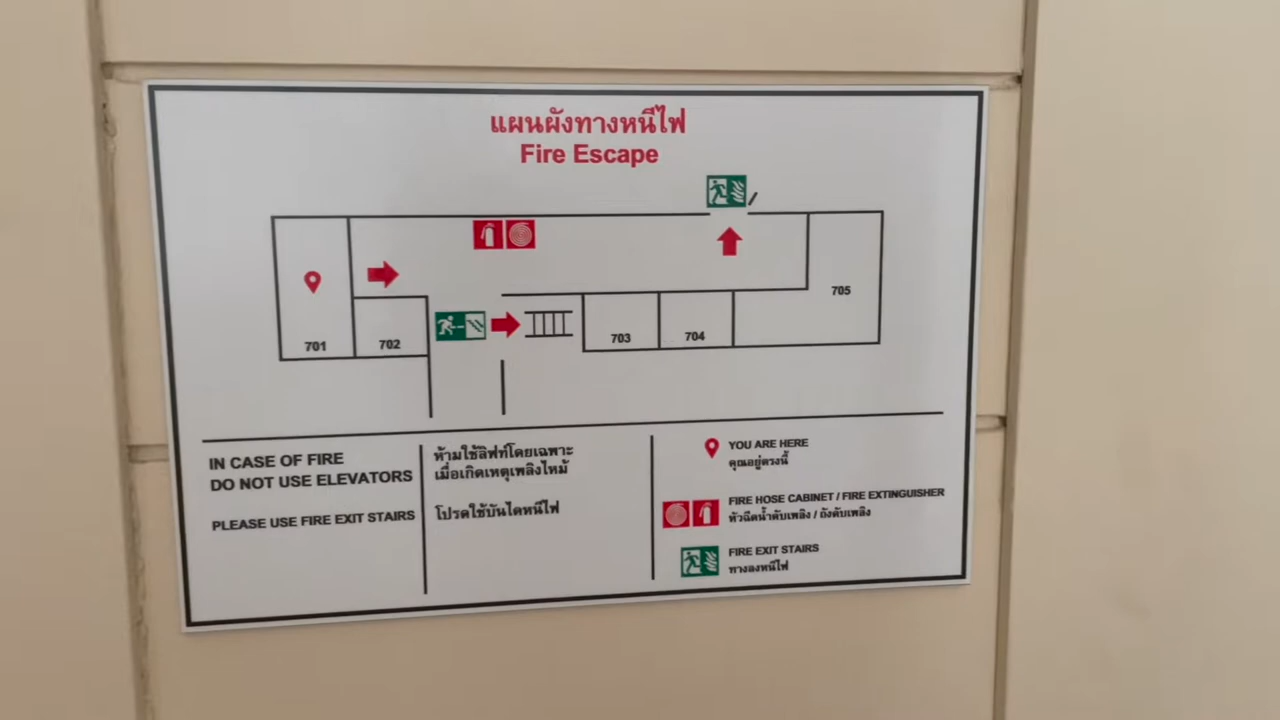 แผนผังทางหนีไฟ
Fire Escape
701
702
703
704
705
IN CASE OF FIRE
DO NOT USE ELEVATORS
PLEASE USE FIRE EXIT STAIRS
ห้ามใช้ลิฟท์โดยเฉพาะ
เมื่อเกิดเหตุเพลิงไหม้
โปรดใช้บันไดหนีไฟ
YOU ARE HERE
คุณอยู่ตรงนี้
FIRE HOSE CABINET / FIRE EXTINGUISHER
หัวฉีดน้ำดับเพลิง / ถังดับเพลิง
FIRE EXIT STAIRS
ทางลงหนีไฟ